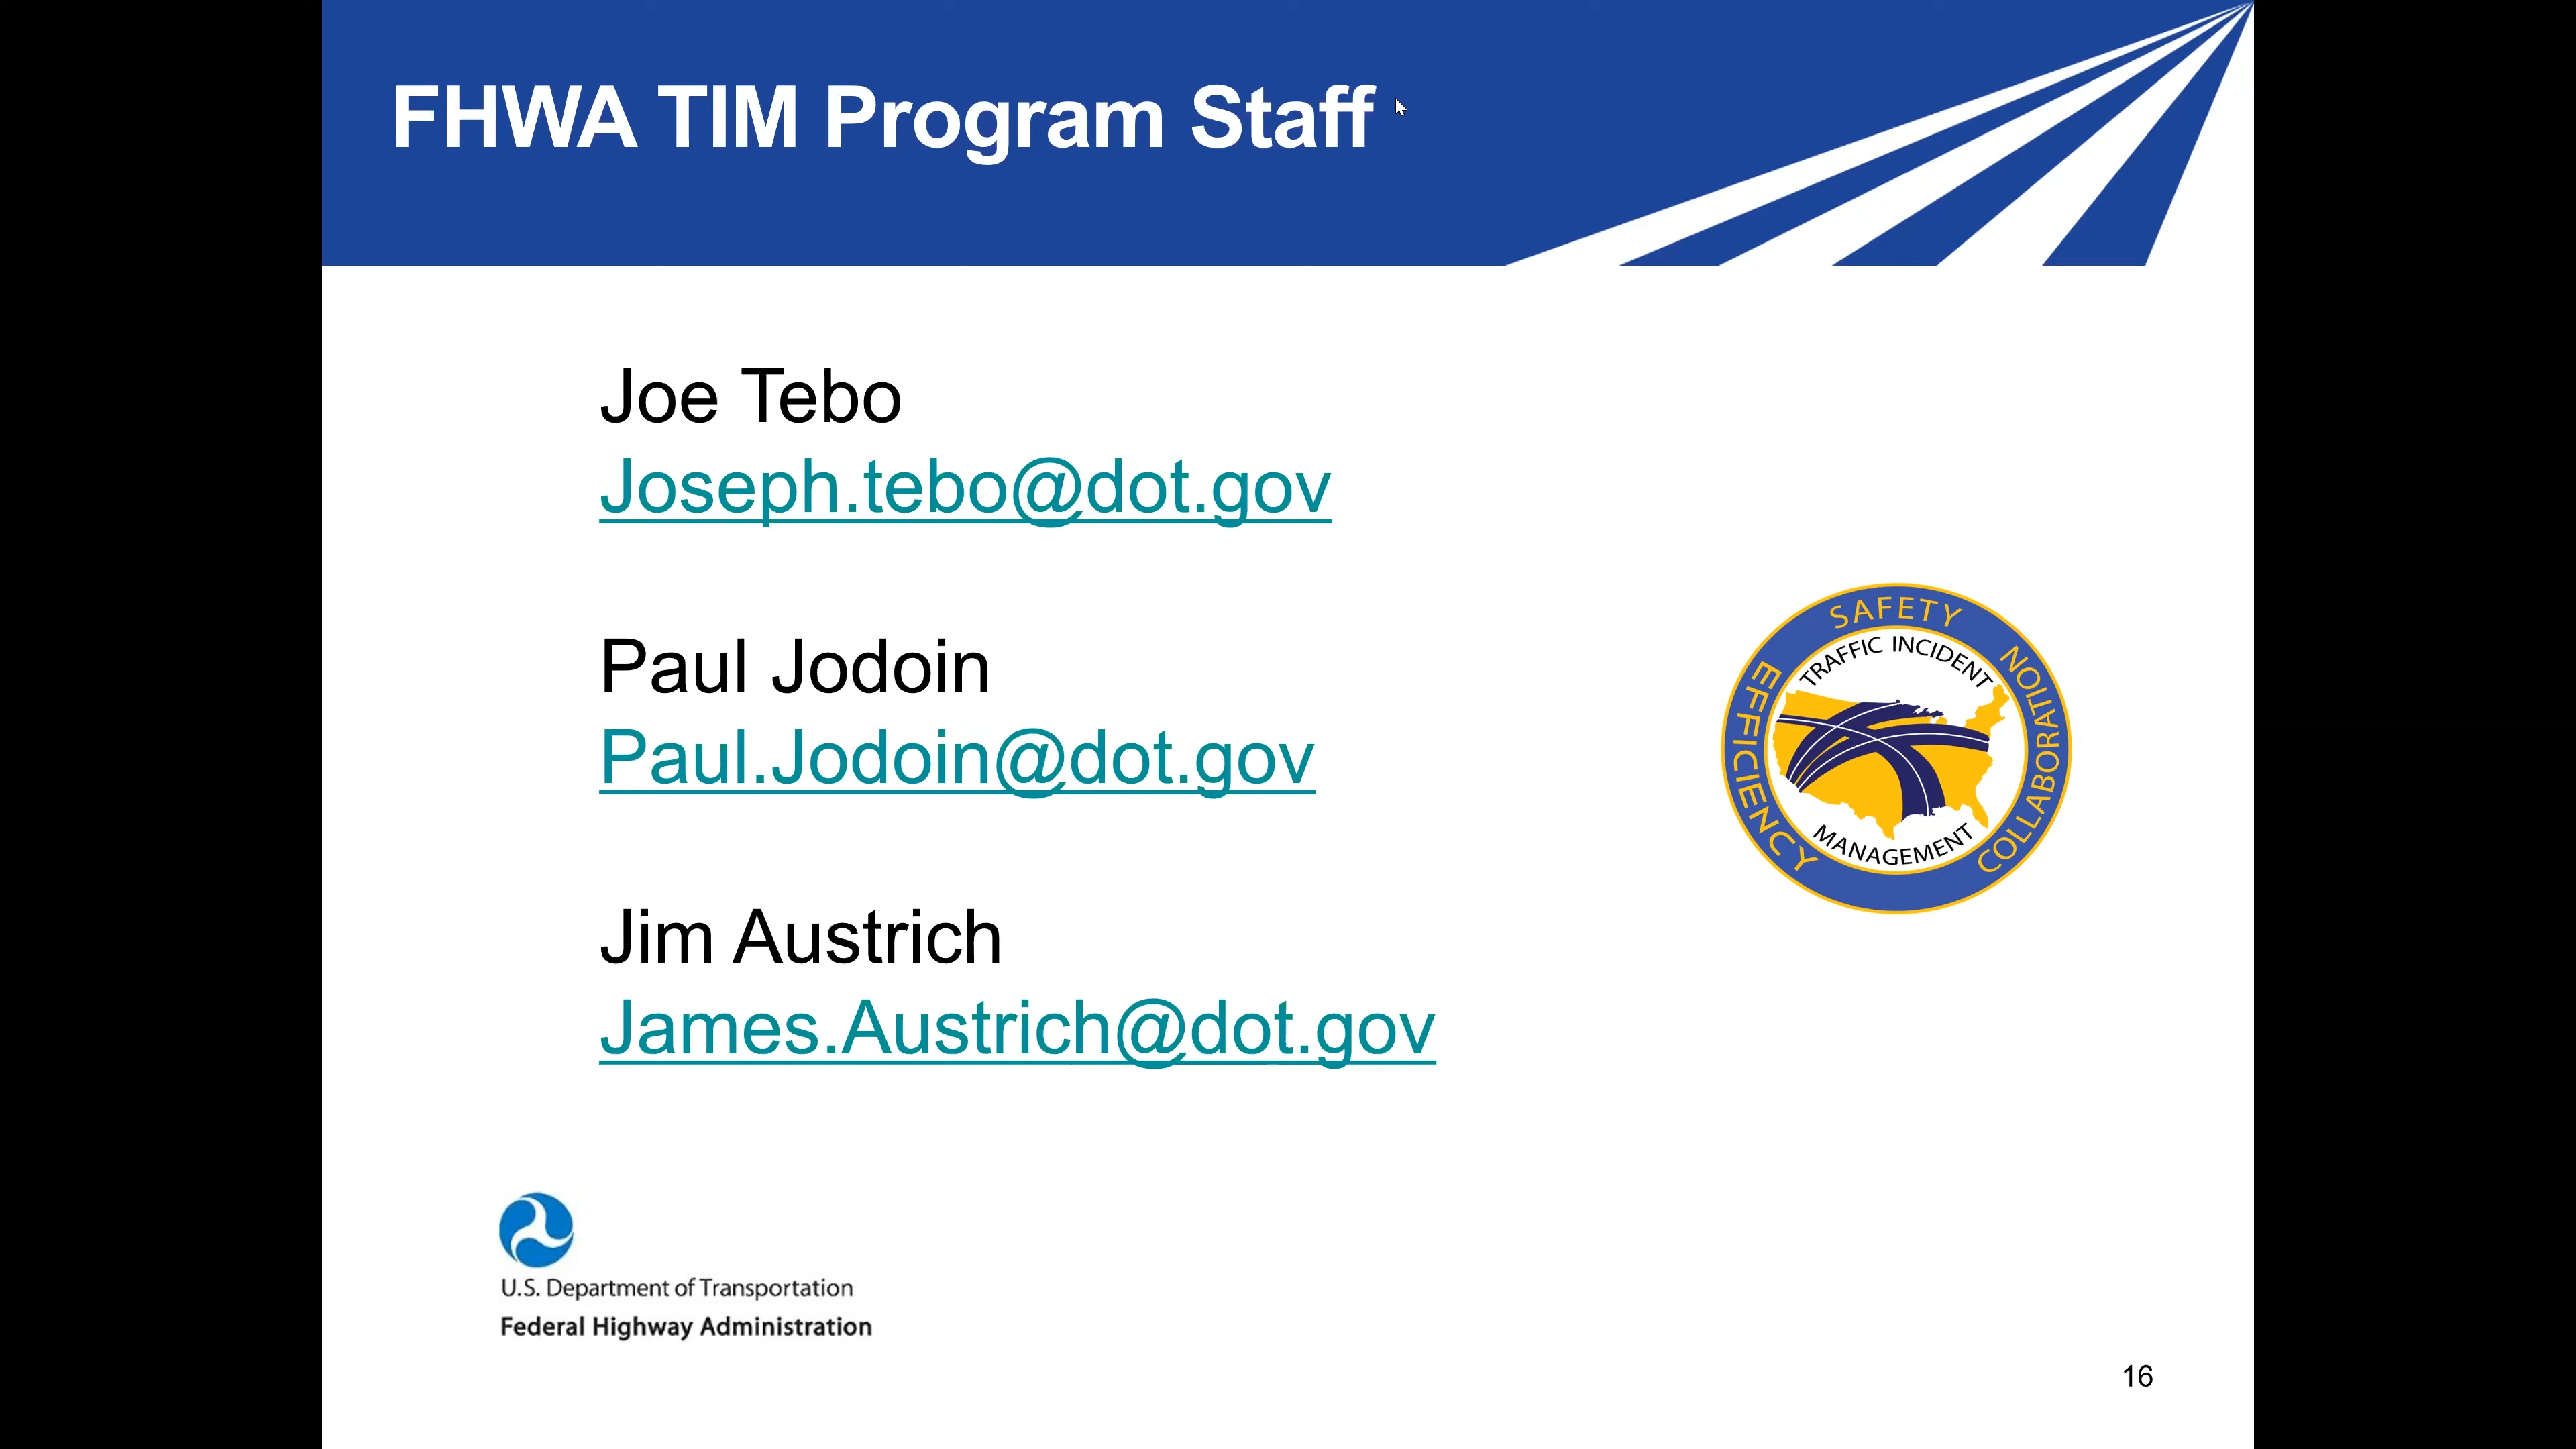 FHWA TIM Program Staff
Joe Tebo
Joseph.tebo@dot.gov
Paul Jodoin
Paul.Jodoin@dot.gov
Jim Austrich
James.Austrich@dot.gov
SAFETY
EFFICIENCY
COLLABORATION
TRAFFIC INCIDENT
MANAGEMENT
U.S. Department of Transportation
Federal Highway Administration
16